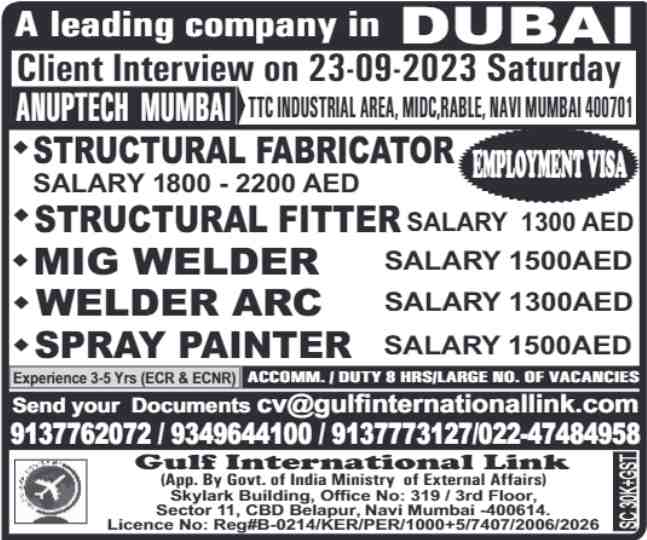 A leading company in DUBAI
Client Interview on 23-09-2023 Saturday
ANUPTECH MUMBAI TTC INDUSTRIAL AREA, MIDC,RABLE, NAVI MUMBAI 400701
STRUCTURAL FABRICATOR
SALARY 1800 - 2200 AED
EMPLOYMENT VISA
STRUCTURAL FITTER SALARY 1300 AED
MIG WELDER SALARY 1500AED
WELDER ARC SALARY 1300AED
SPRAY PAINTER SALARY 1500AED
Experience 3-5 Yrs (ECR & ECNR) ACCOMM. / DUTY 8 HRS/LARGE NO. OF VACANCIES
Send your Documents cv@gulfinternationallink.com
9137762072 / 9349644100 / 9137773127/022-47484958
Gulf International Link
(App. By Govt. of India Ministry of External Affairs)
Skylark Building, Office No: 319 / 3rd Floor,
Sector 11, CBD Belapur, Navi Mumbai -400614.
Licence No: Reg#B-0214/KER/PER/1000+5/7407/2006/2026
SC 30K+GST